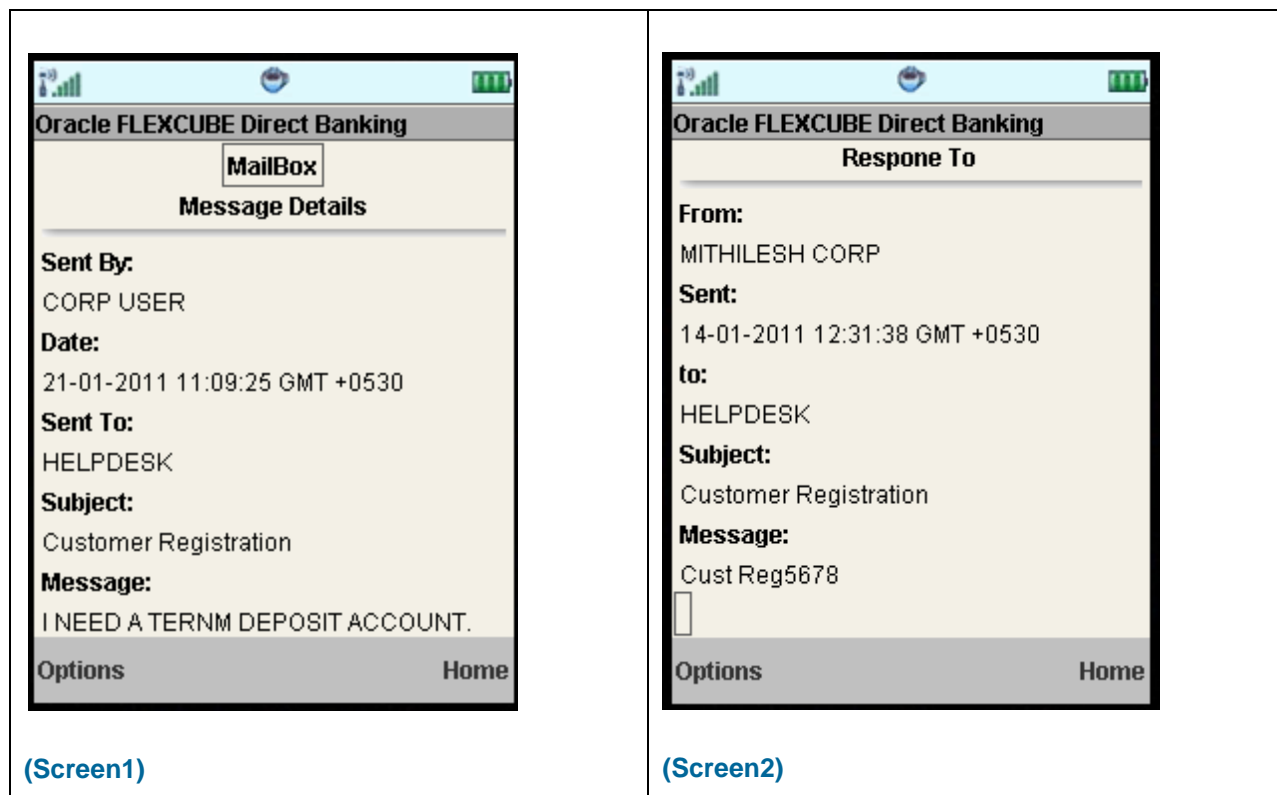 Oracle FLEXCUBE Direct Banking
MailBox
Message Details
Sent By:
CORP USER
Date:
21-01-2011 11:09:25 GMT +0530
Sent To:
HELPDESK
Subject:
Customer Registration
Message:
I NEED A TERNM DEPOSIT ACCOUNT.
Options Home
(Screen1)
Oracle FLEXCUBE Direct Banking
Respone To
From:
MITHILESH CORP
Sent:
14-01-2011 12:31:38 GMT +0530
to:
HELPDESK
Subject:
Customer Registration
Message:
Cust Reg5678
Options Home
(Screen2)